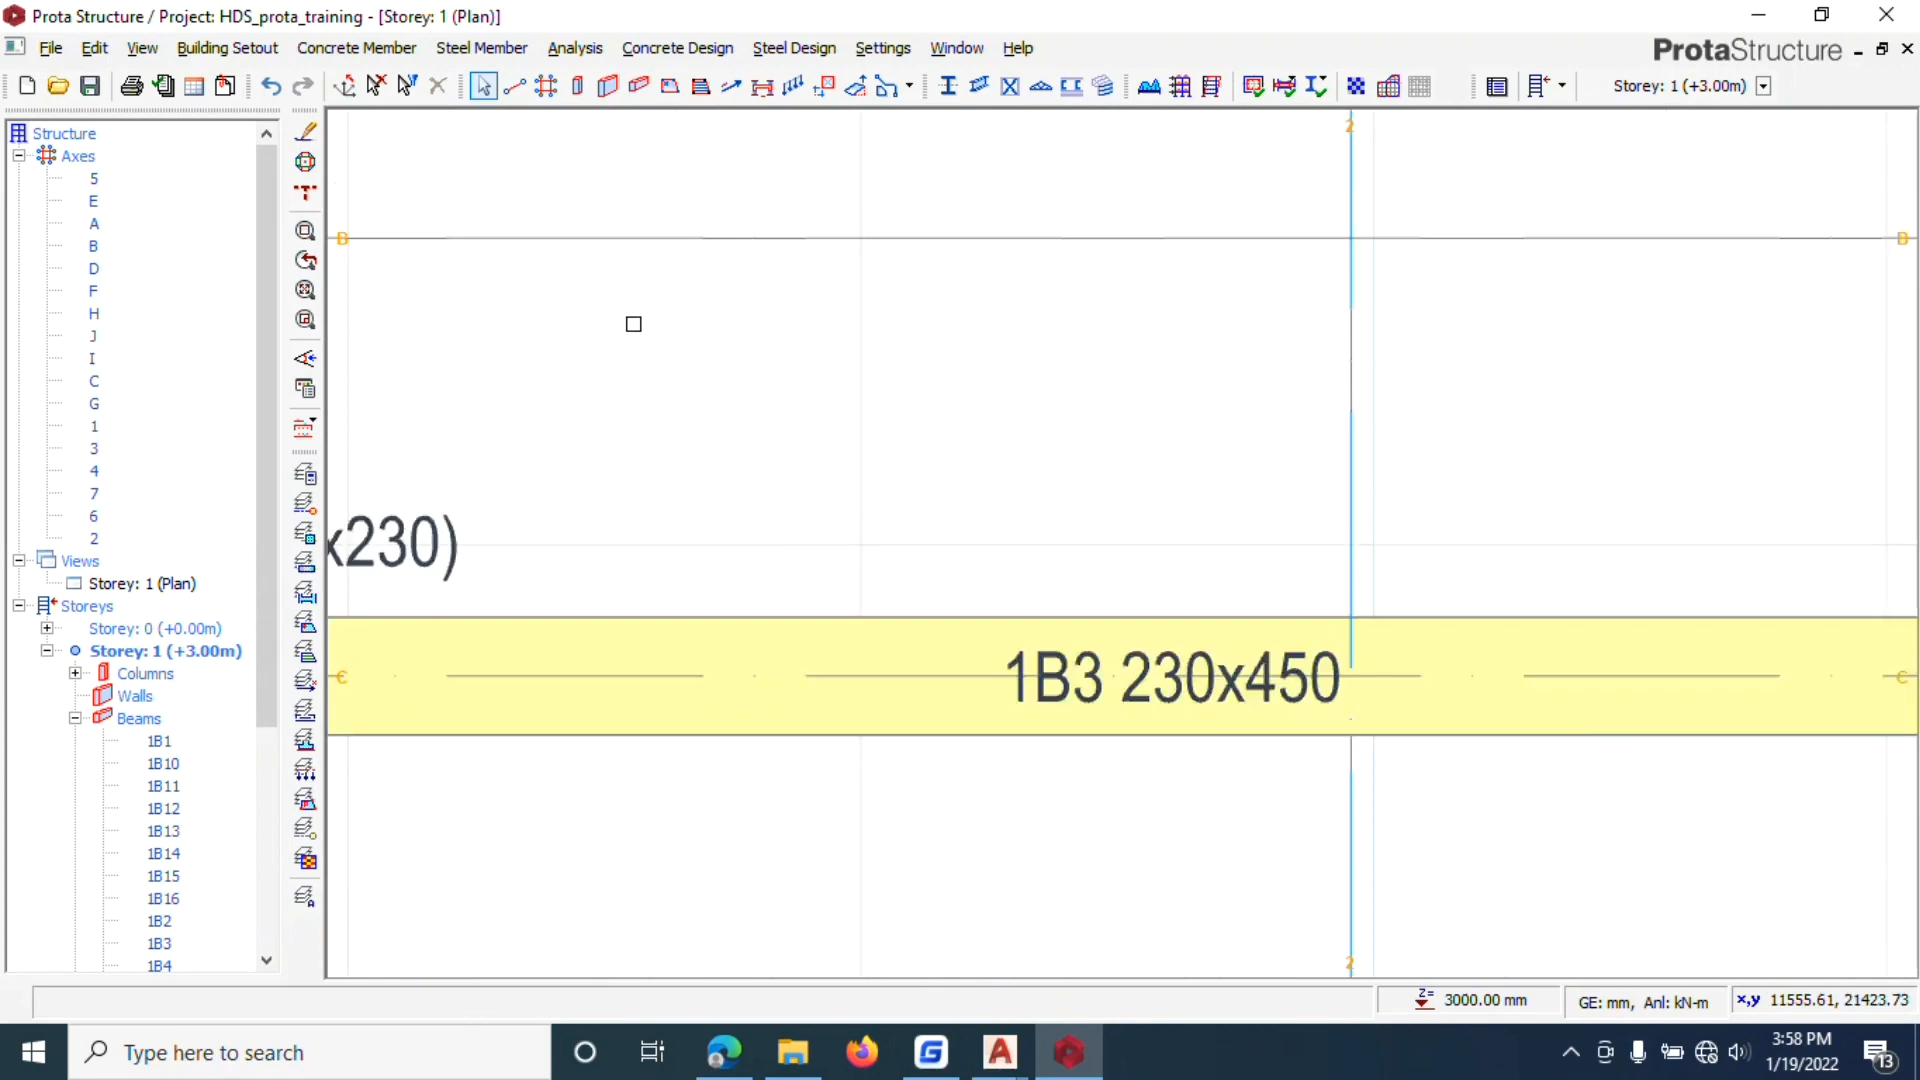 Prota Structure / Project: HDS_prota_training - [Storey: 1 (Plan)]
File Edit View Building Setout Concrete Member Steel Member Analysis Concrete Design Steel Design Settings Window Help
ProtaStructure
Storey: 1 (+3.00m)
Structure
Axes
5
E
A
B
D
F
H
J
I
C
G
1
3
4
7
6
2
Views
Storey: 1 (Plan)
Storeys
Storey: 0 (+0.00m)
Storey: 1 (+3.00m)
Columns
Walls
Beams
1B1
1B10
1B11
1B12
1B13
1B14
1B15
1B16
1B2
1B3
1B4
2
B
B
x230)
C
1B3 230x450
C
2
Z= 3000.00 mm
GE: mm, Anl: kN-m
x,y 11555.61, 21423.73
Type here to search
3:58 PM
1/19/2022
13